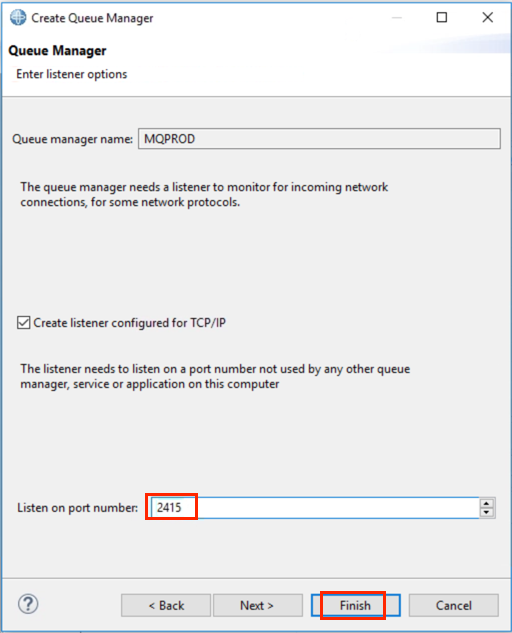 Create Queue Manager
Queue Manager
Enter listener options
Queue manager name: MQPROD
The queue manager needs a listener to monitor for incoming network
connections, for some network protocols.
Create listener configured for TCP/IP
The listener needs to listen on a port number not used by any other queue
manager, service or application on this computer
Listen on port number: 2415
? < Back Next > Finish Cancel